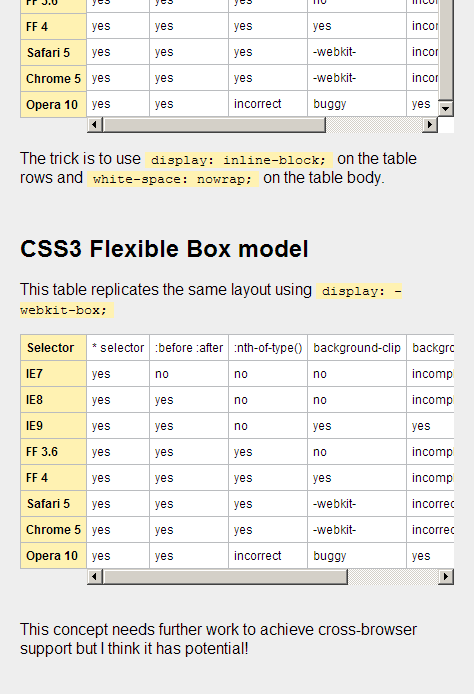 FF 3.6 yes yes yes no
FF 4 yes yes yes yes
Safari 5 yes yes yes -webkit-
Chrome 5 yes yes yes -webkit-
Opera 10 yes yes incorrect buggy yes
The trick is to use display: inline-block; on the table
rows and white-space: nowrap; on the table body.
CSS3 Flexible Box model
This table replicates the same layout using display: -
webkit-box;
Selector * selector :before :after :nth-of-type() background-clip backgro
IE7 yes no no no incomp
IE8 yes yes no no incomp
IE9 yes yes no yes yes
FF 3.6 yes yes yes no incomp
FF 4 yes yes yes yes incomp
Safari 5 yes yes yes -webkit- incorrec
Chrome 5 yes yes yes -webkit- incorrec
Opera 10 yes yes incorrect buggy yes
This concept needs further work to achieve cross-browser
support but I think it has potential!